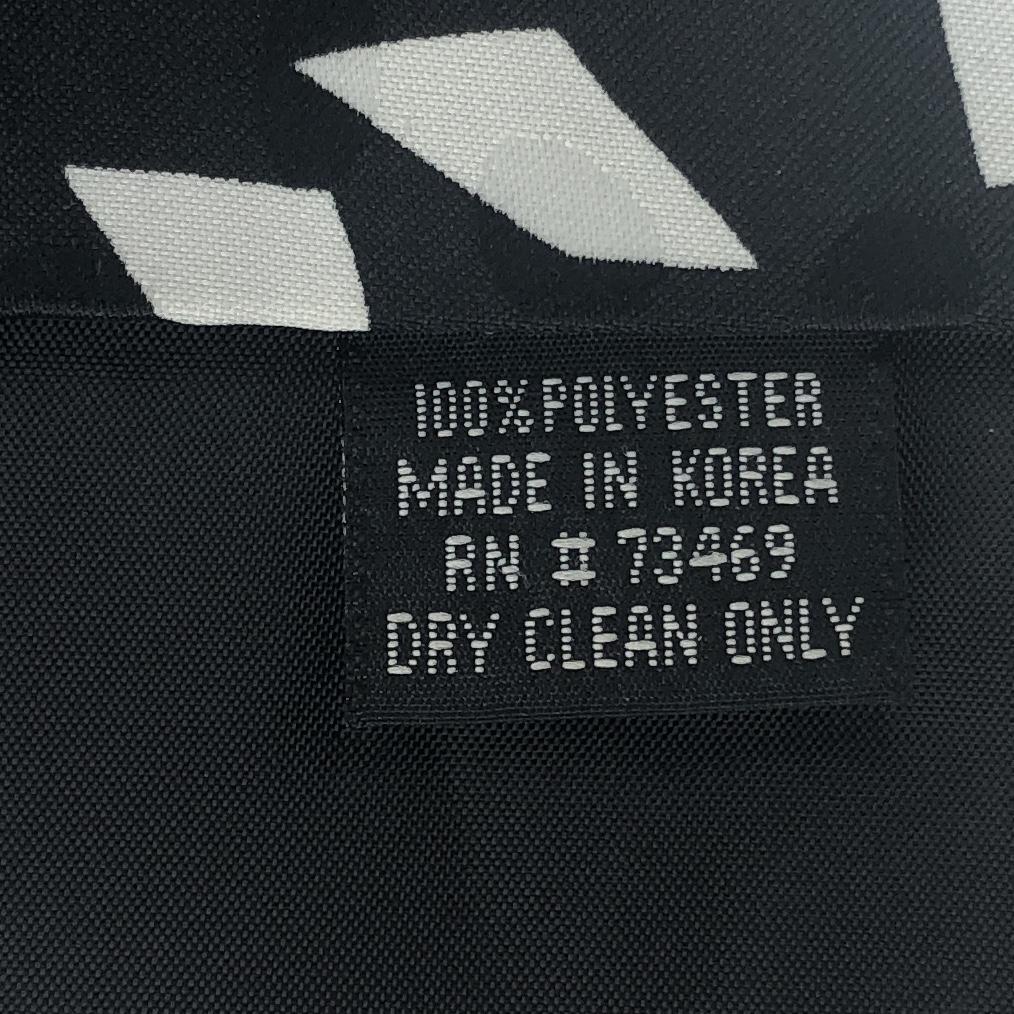 100%POLYESTER
MADE IN KOREA
RN # 73469
DRY CLEAN ONLY